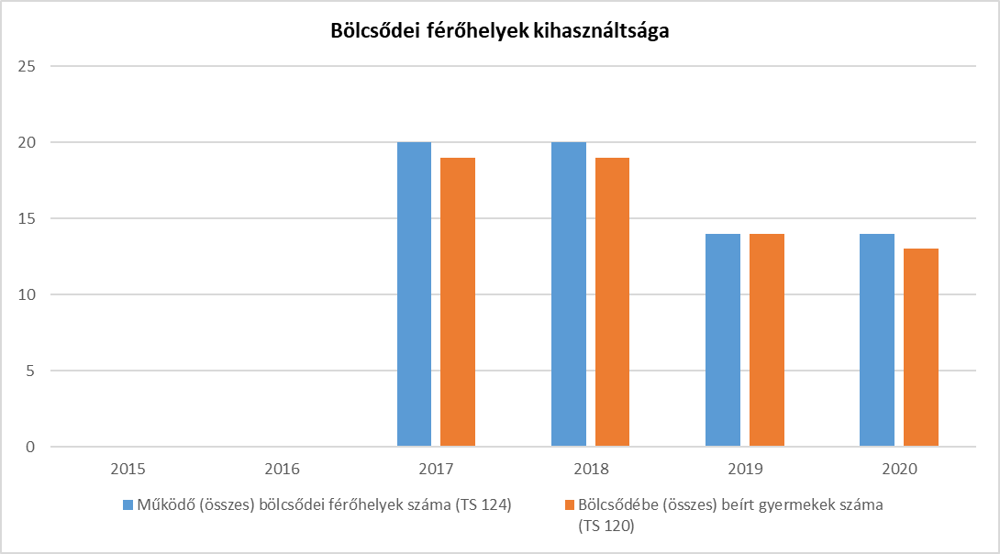 Bölcsődei férőhelyek kihasználtsága
25
20
15
10
5
0
2015 2016 2017 2018 2019 2020
Működő (összes) bölcsődei férőhelyek száma (TS 124)
Bölcsődébe (összes) beírt gyermekek száma
(TS 120)